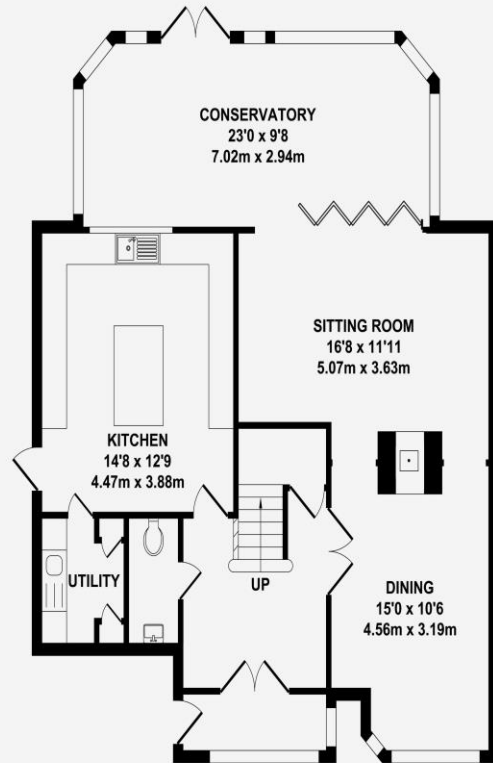 CONSERVATORY
23'0 x 9'8
7.02m x 2.94m
SITTING ROOM
16'8 x 11'11
5.07m x 3.63m
KITCHEN
14'8 x 12'9
4.47m x 3.88m
UTILITY
UP
DINING
15'0 x 10'6
4.56m x 3.19m